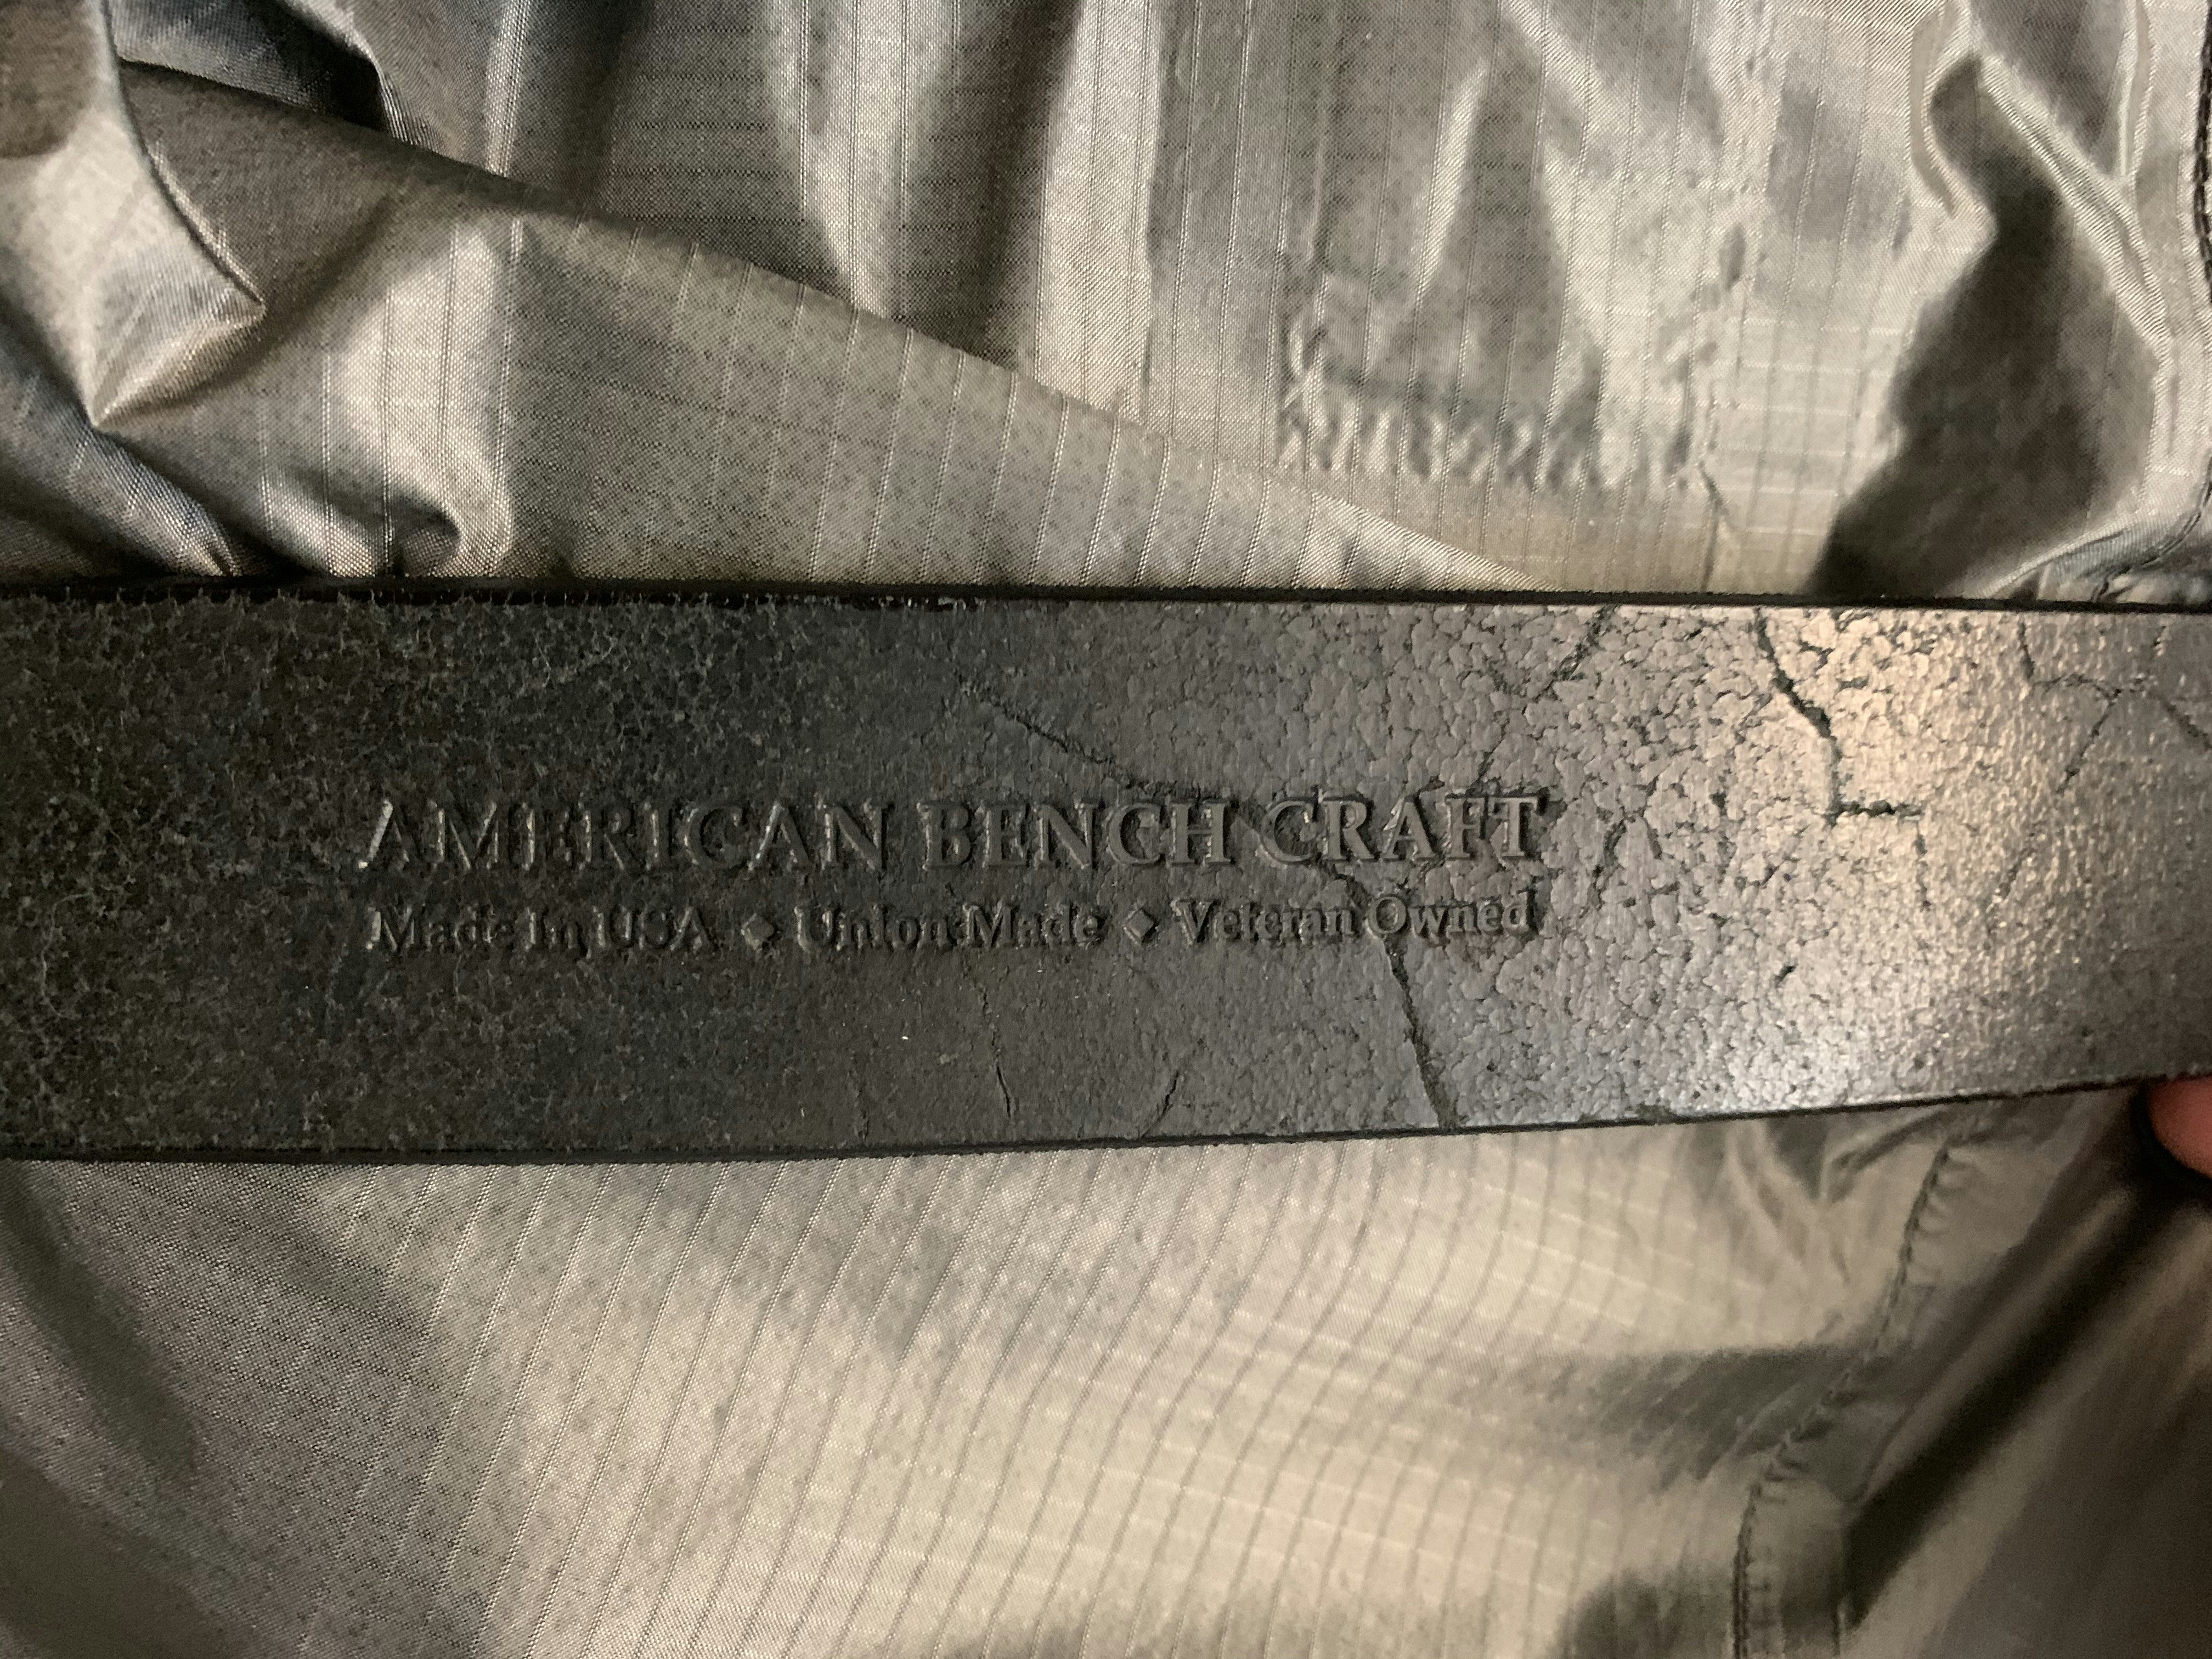 AMERICAN BENCH CRAFT
Made In USA ◆ Union Made ◆ Veteran Owned